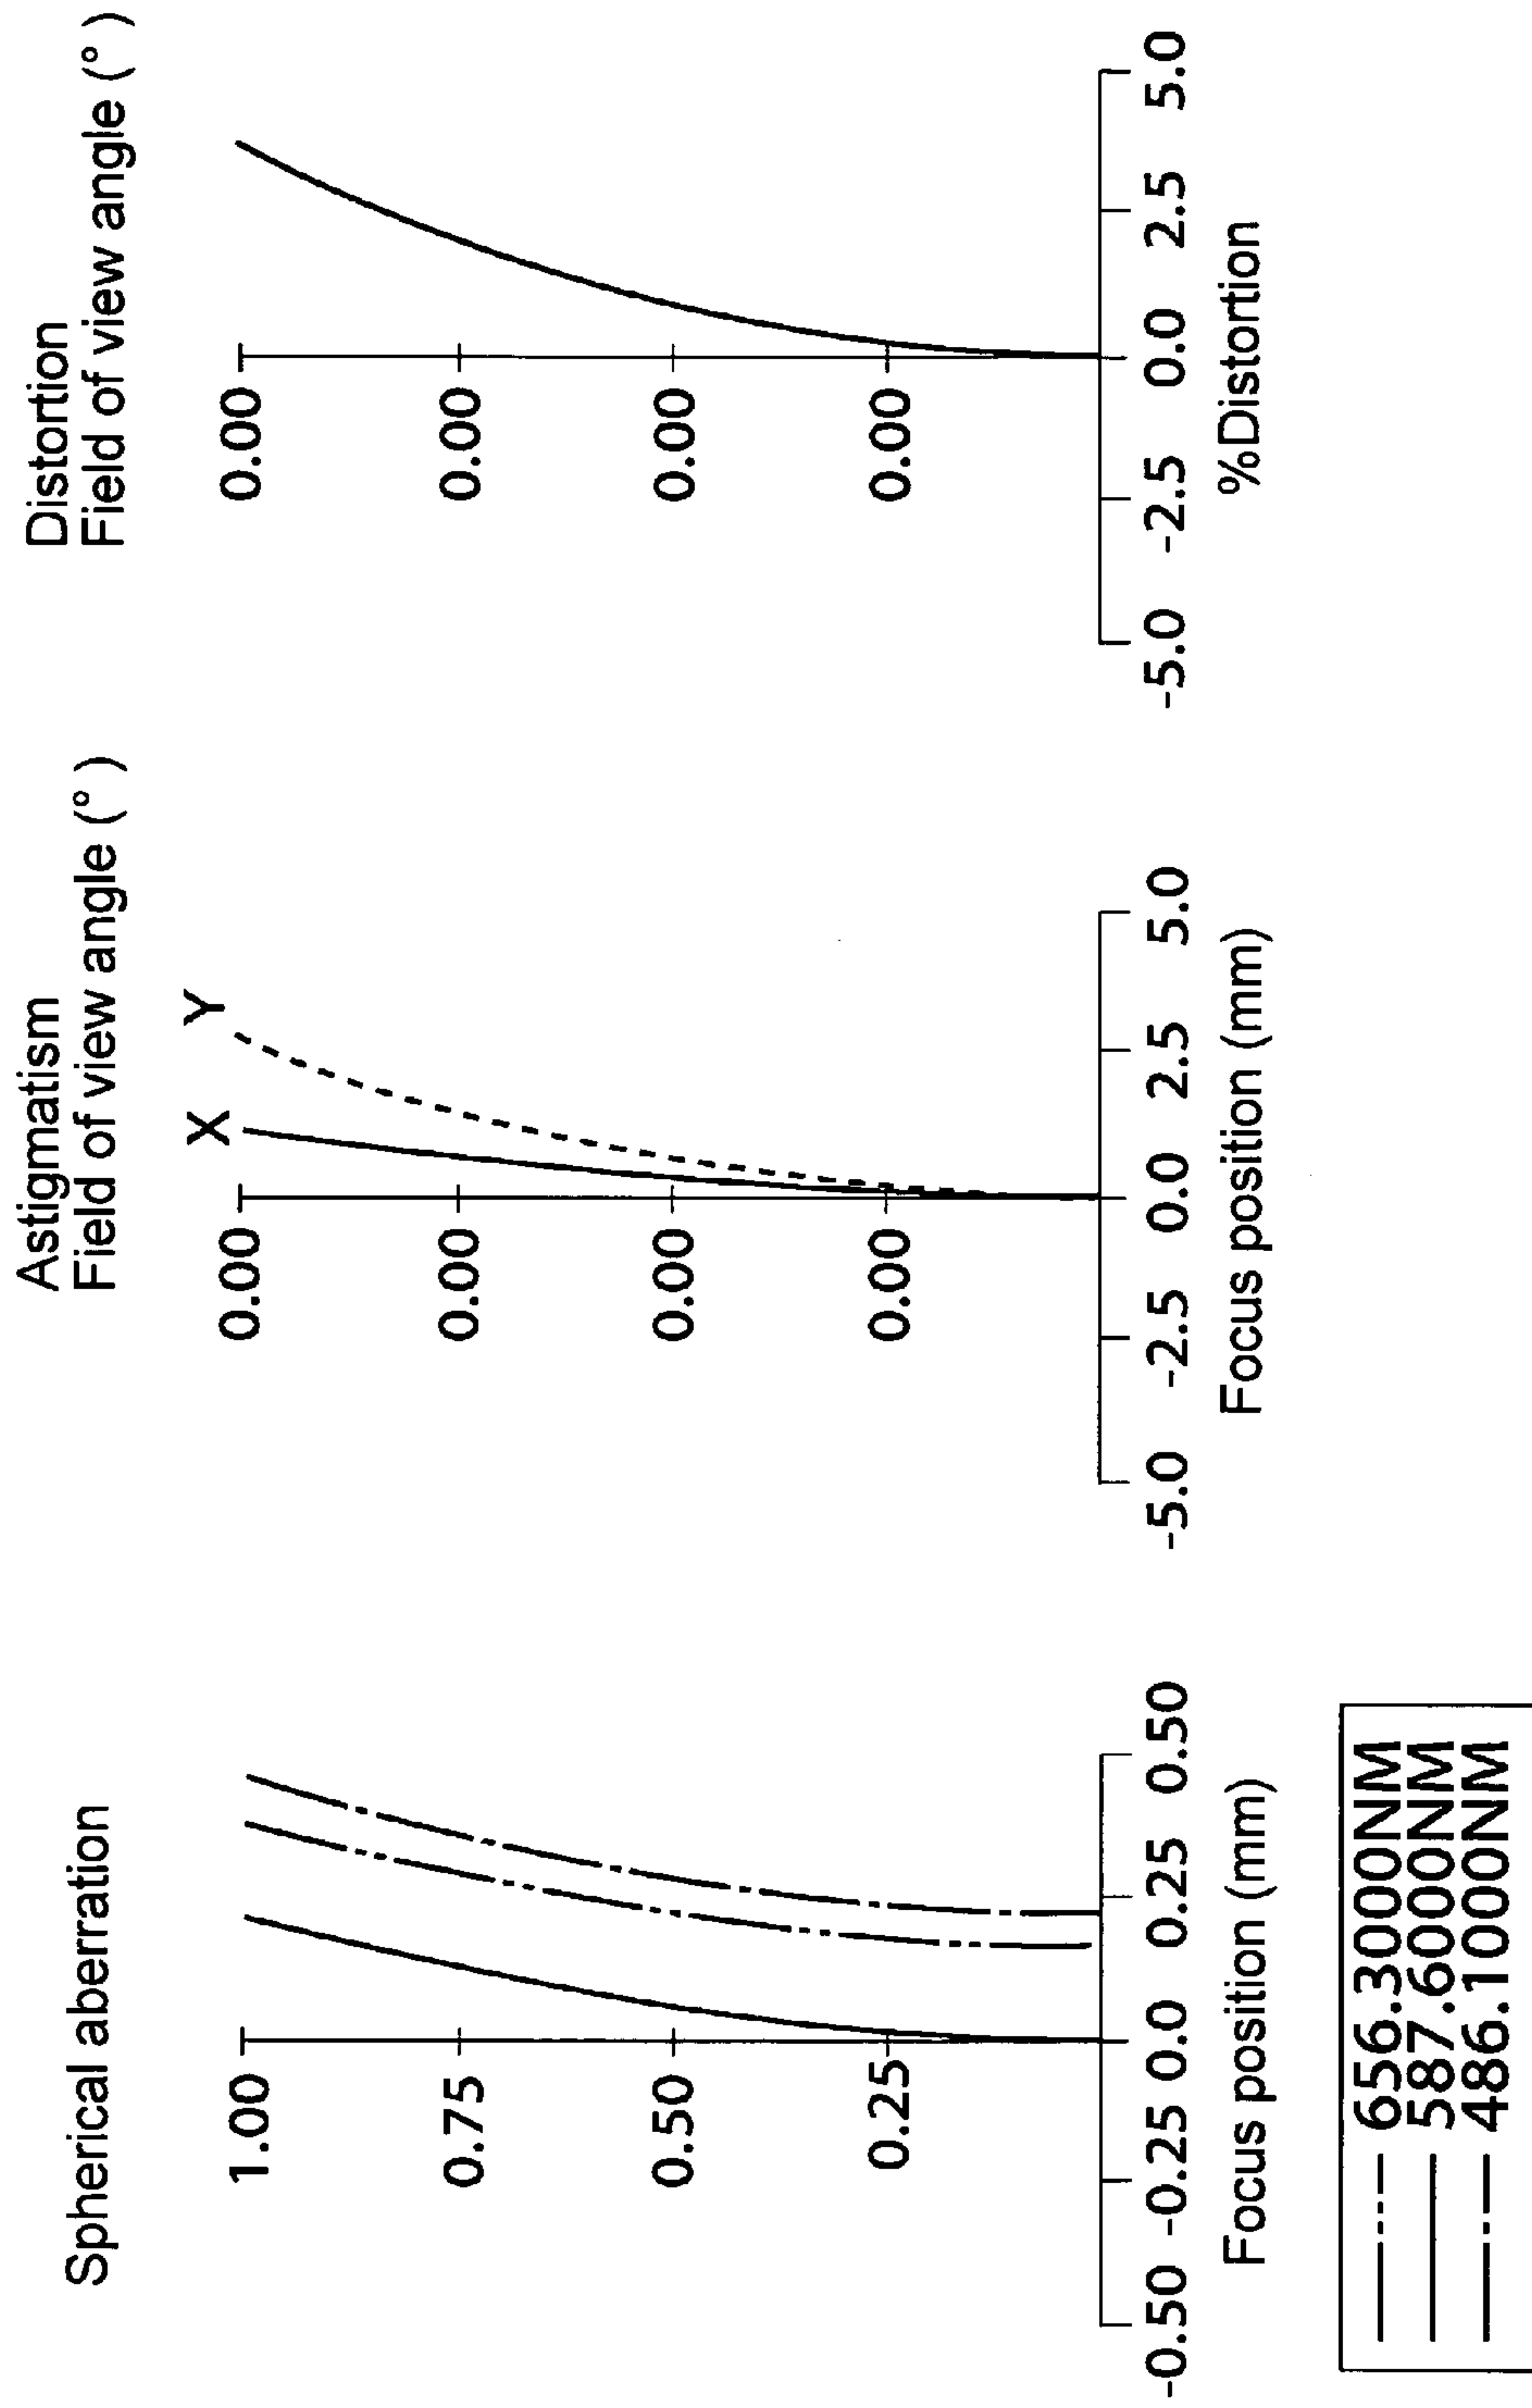 Spherical aberration
1.00
0.75
0.50
0.25
-0.50 -0.25 0.0 0.25 0.50
Focus position (mm)
Astigmatism
Field of view angle (°)
X
Y
0.00
0.00
0.00
0.00
-5.0 -2.5 0.0 2.5 5.0
Focus position (mm)
Distortion
Field of view angle (°)
0.00
0.00
0.00
0.00
-5.0 -2.5 0.0 2.5 5.0
%Distortion
656.3000NM
587.6000NM
486.1000NM